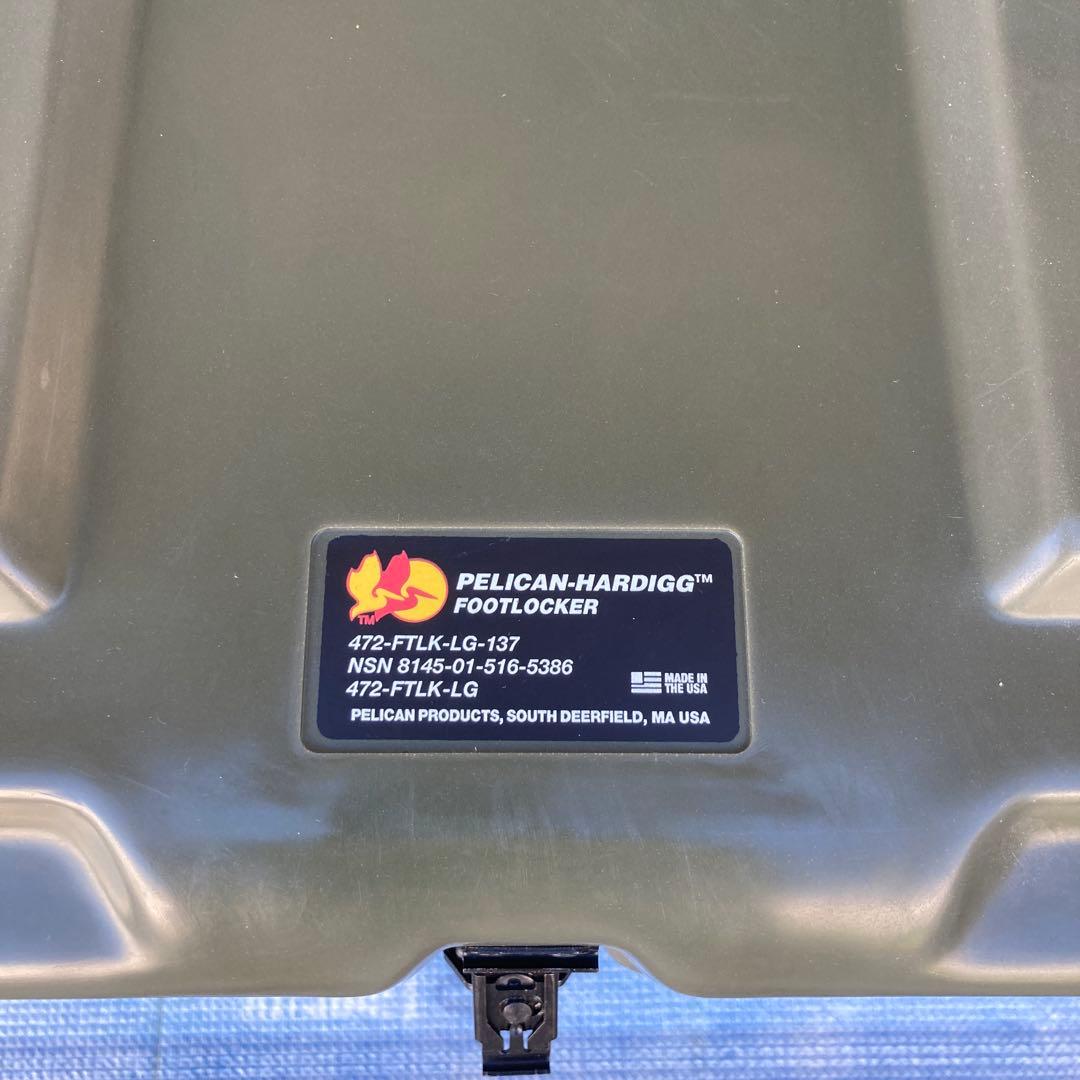 PELICAN-HARDIGG™
FOOTLOCKER
TM
472-FTLK-LG-137
NSN 8145-01-516-5386
472-FTLK-LG
MADE IN
THE USA
PELICAN PRODUCTS, SOUTH DEERFIELD, MA USA